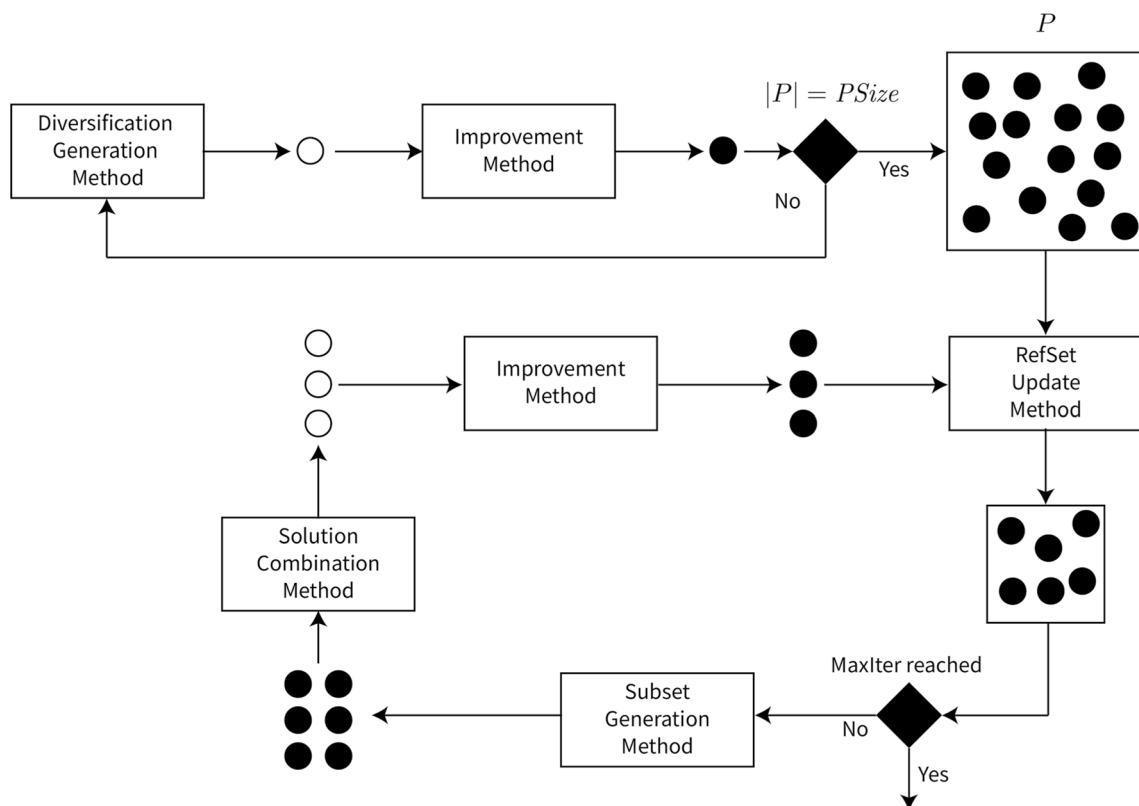 P
|P| = PSize
Diversification
Generation
Method
Improvement
Method
Yes
No
Improvement
Method
RefSet
Update
Method
Solution
Combination
Method
MaxIter reached
Subset
Generation
Method
No
Yes